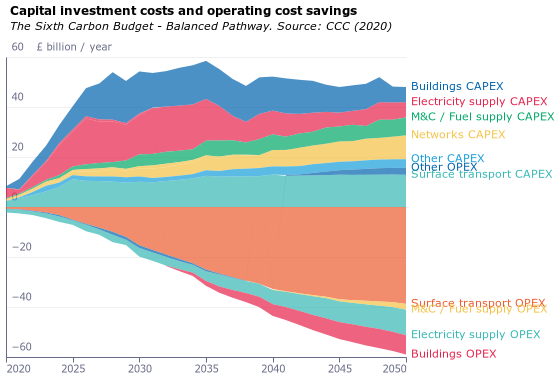 Capital investment costs and operating cost savings
The Sixth Carbon Budget - Balanced Pathway. Source: CCC (2020)
60 £ billion / year
40
20
0
−20
−40
−60
Buildings CAPEX
Electricity supply CAPEX
M&C / Fuel supply CAPEX
Networks CAPEX
Other CAPEX
Other OPEX
Surface transport CAPEX
Surface transport OPEX
M&C / Fuel supply OPEX
Electricity supply OPEX
Buildings OPEX
2020 2025 2030 2035 2040 2045 2050